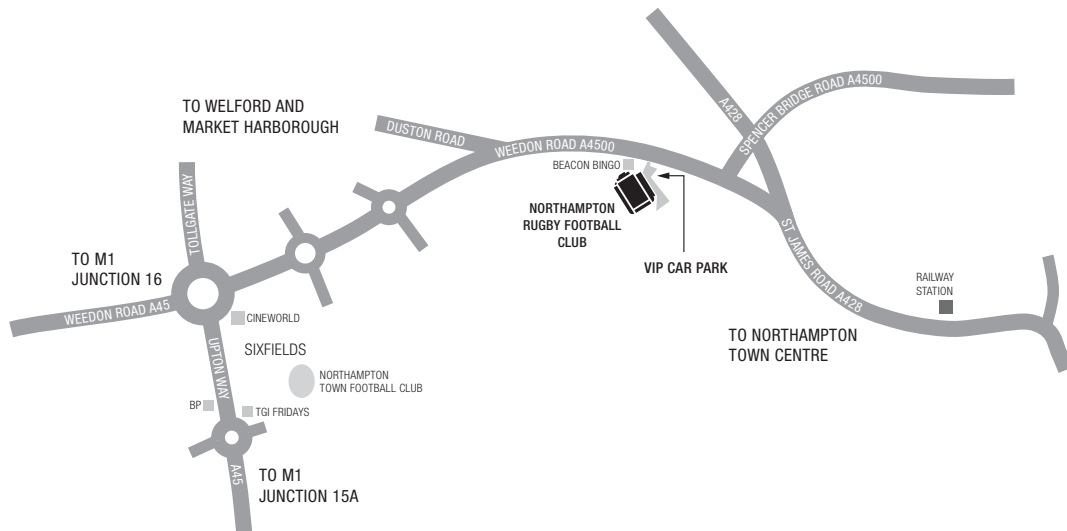 TO WELFORD AND
MARKET HARBOROUGH
DUSTON ROAD
WEEDON ROAD A4500
A428
SPENCER BRIDGE ROAD A4500
BEACON BINGO
NORTHAMPTON
RUGBY FOOTBALL
CLUB
VIP CAR PARK
TOLLGATE WAY
TO M1
JUNCTION 16
WEEDON ROAD A45
CINEWORLD
SIXFIELDS
UPTON WAY
NORTHAMPTON
TOWN FOOTBALL CLUB
BP
TGI FRIDAYS
A45
TO M1
JUNCTION 15A
ST JAMES ROAD A428
RAILWAY
STATION
TO NORTHAMPTON
TOWN CENTRE